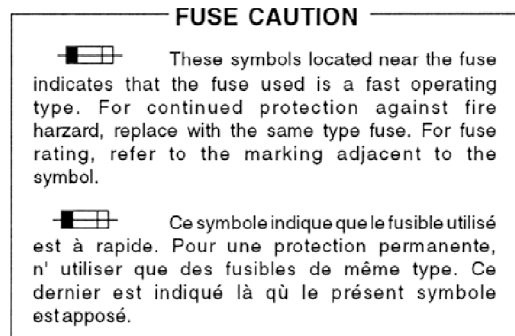 FUSE CAUTION
These symbols located near the fuse
indicates that the fuse used is a fast operating
type. For continued protection against fire
harzard, replace with the same type fuse. For fuse
rating, refer to the marking adjacent to the
symbol.
Ce symbole indique que le fusible utilisé
est à rapide. Pour une protection permanente,
n' utiliser que des fusibles de même type. Ce
dernier est indiqué là qù le présent symbole
est apposé.